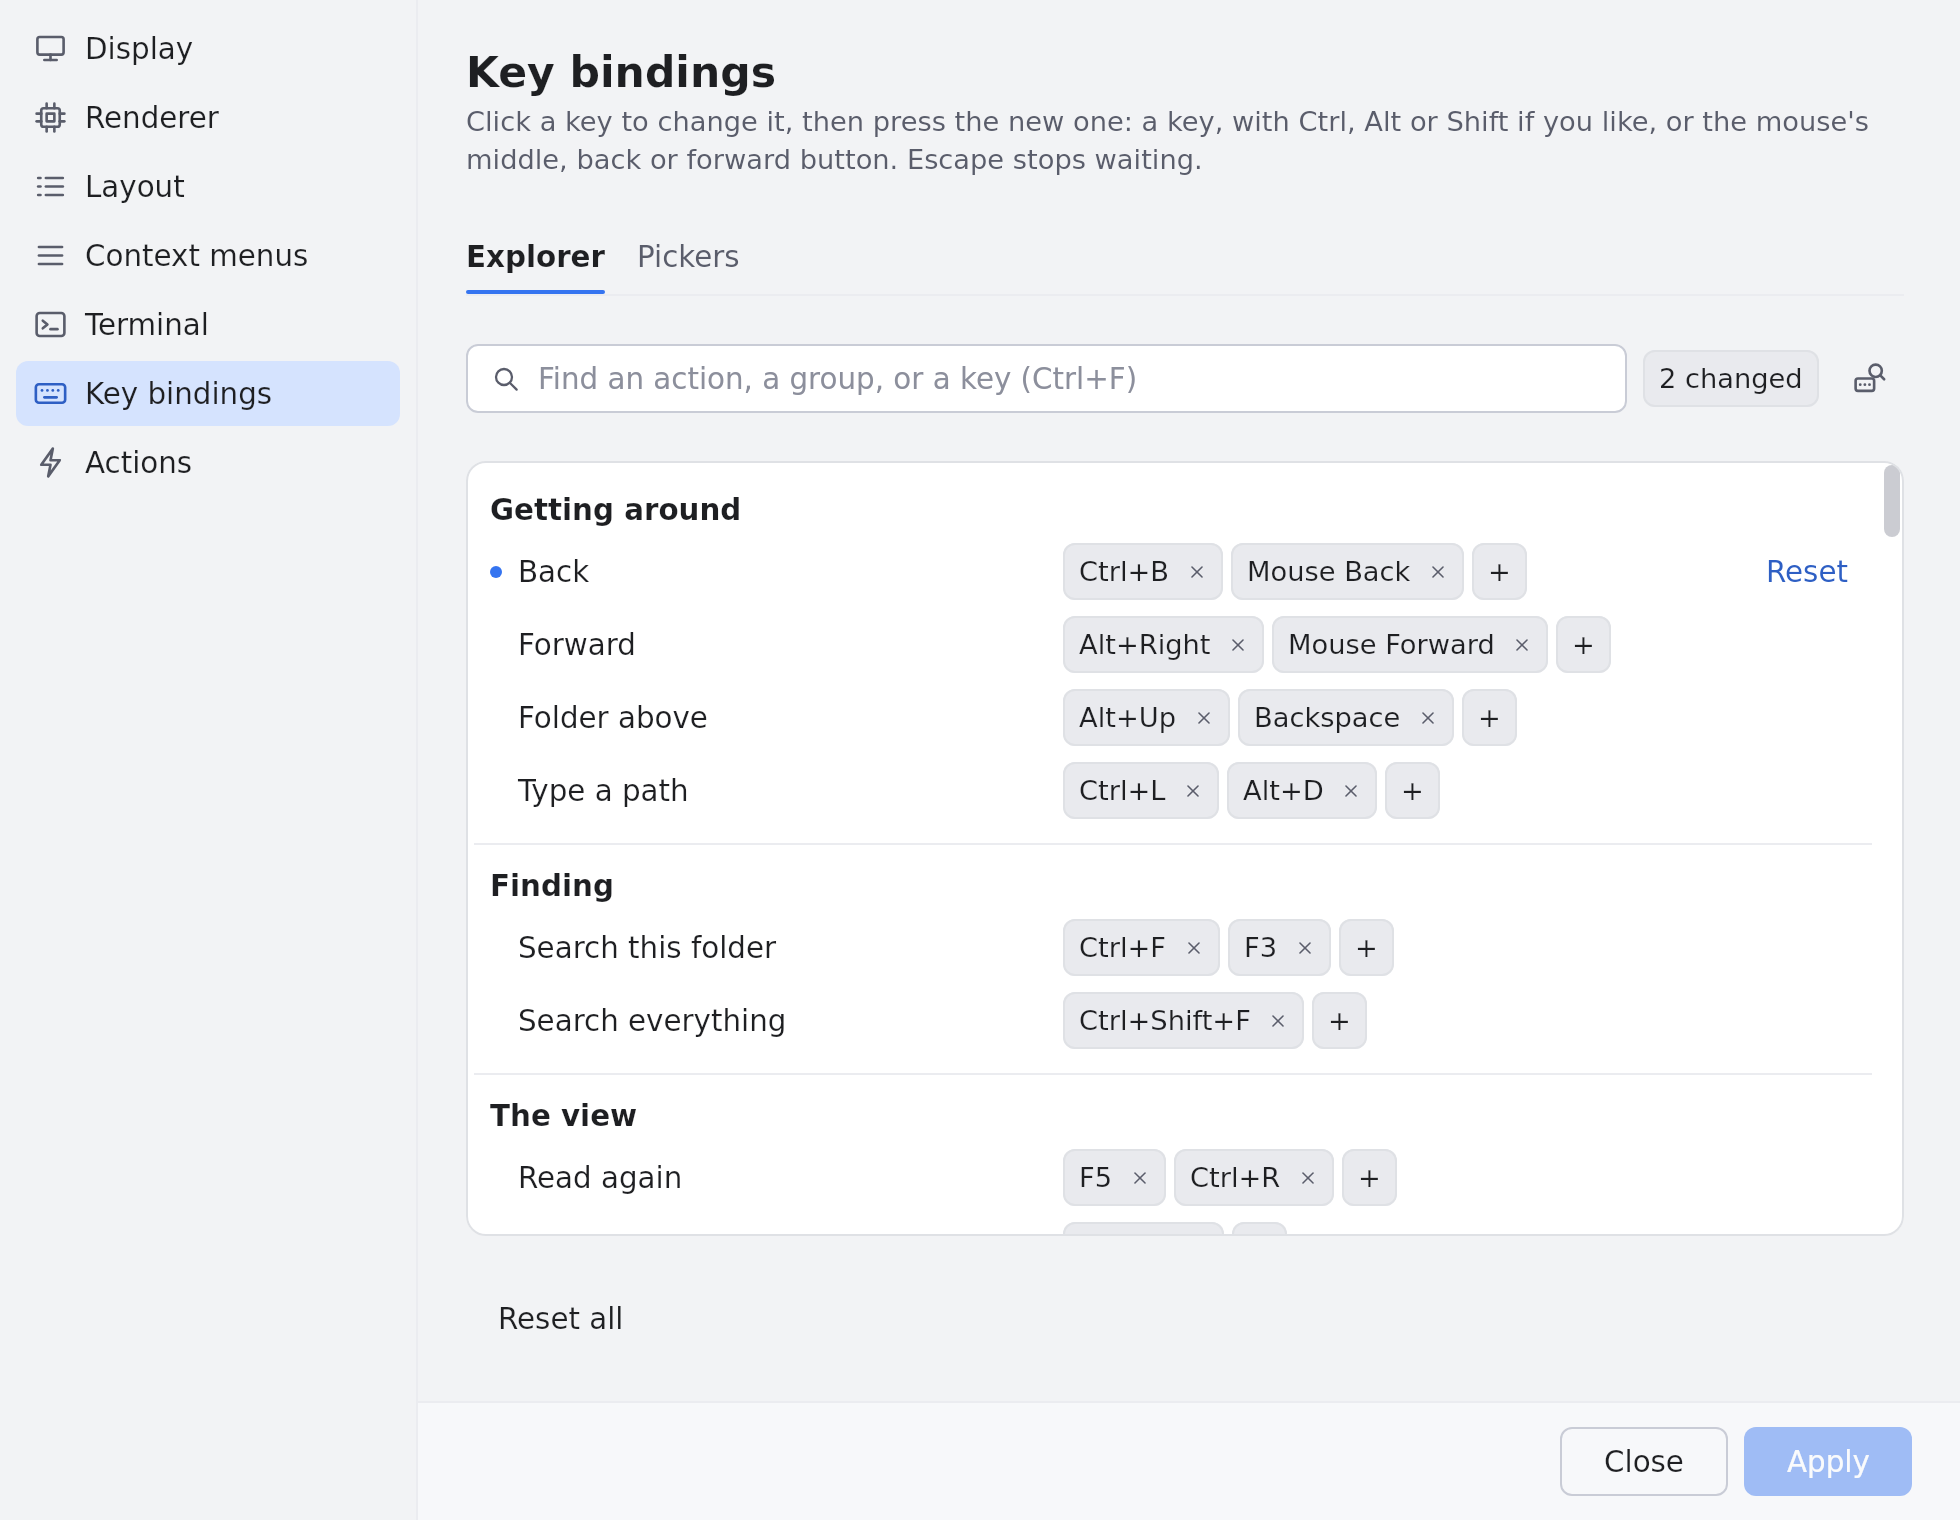 Display
Renderer
Layout
Context menus
Terminal
Key bindings
Actions
Key bindings
Click a key to change it, then press the new one: a key, with Ctrl, Alt or Shift if you like, or the mouse's
middle, back or forward button. Escape stops waiting.
Explorer Pickers
Find an action, a group, or a key (Ctrl+F) 2 changed
Getting around
Back Ctrl+B × Mouse Back × + Reset
Forward Alt+Right × Mouse Forward × +
Folder above Alt+Up × Backspace × +
Type a path Ctrl+L × Alt+D × +
Finding
Search this folder Ctrl+F × F3 × +
Search everything Ctrl+Shift+F × +
The view
Read again F5 × Ctrl+R × +
Reset all
Close Apply